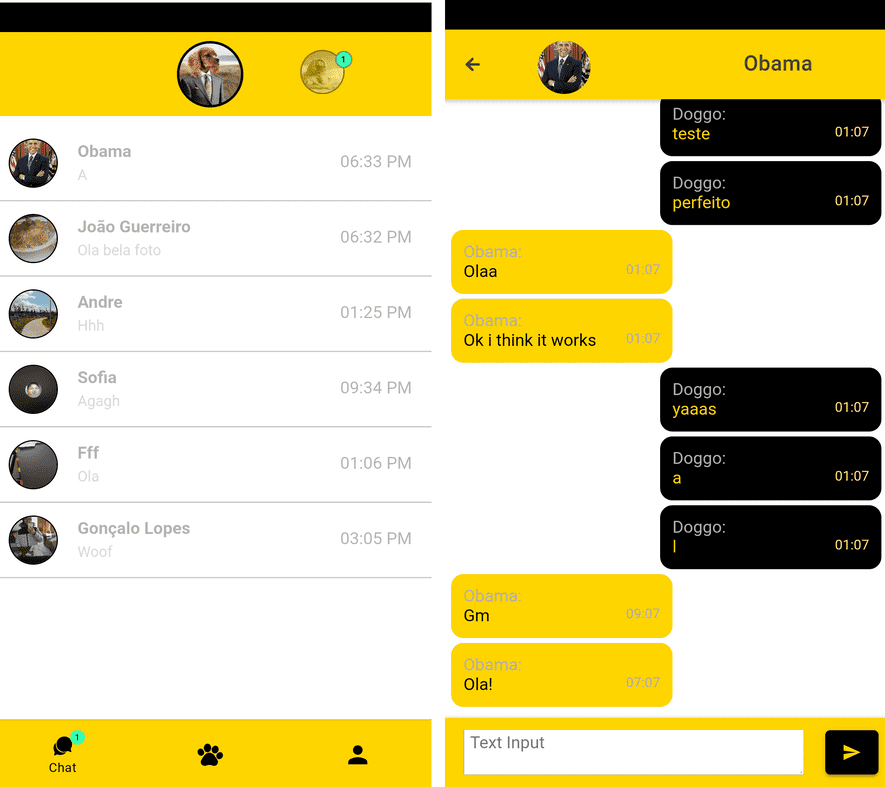 1
Obama
A
06:33 PM
João Guerreiro
Ola bela foto
06:32 PM
Andre
Hhh
01:25 PM
Sofia
Agagh
09:34 PM
Fff
Ola
01:06 PM
Gonçalo Lopes
Woof
03:05 PM
1
Chat
Obama
Doggo:
teste
01:07
Doggo:
perfeito
01:07
Obama:
Olaa
01:07
Obama:
Ok i think it works
01:07
Doggo:
yaaas
01:07
Doggo:
a
01:07
Doggo:
l
01:07
Obama:
Gm
09:07
Obama:
Ola!
07:07
Text Input